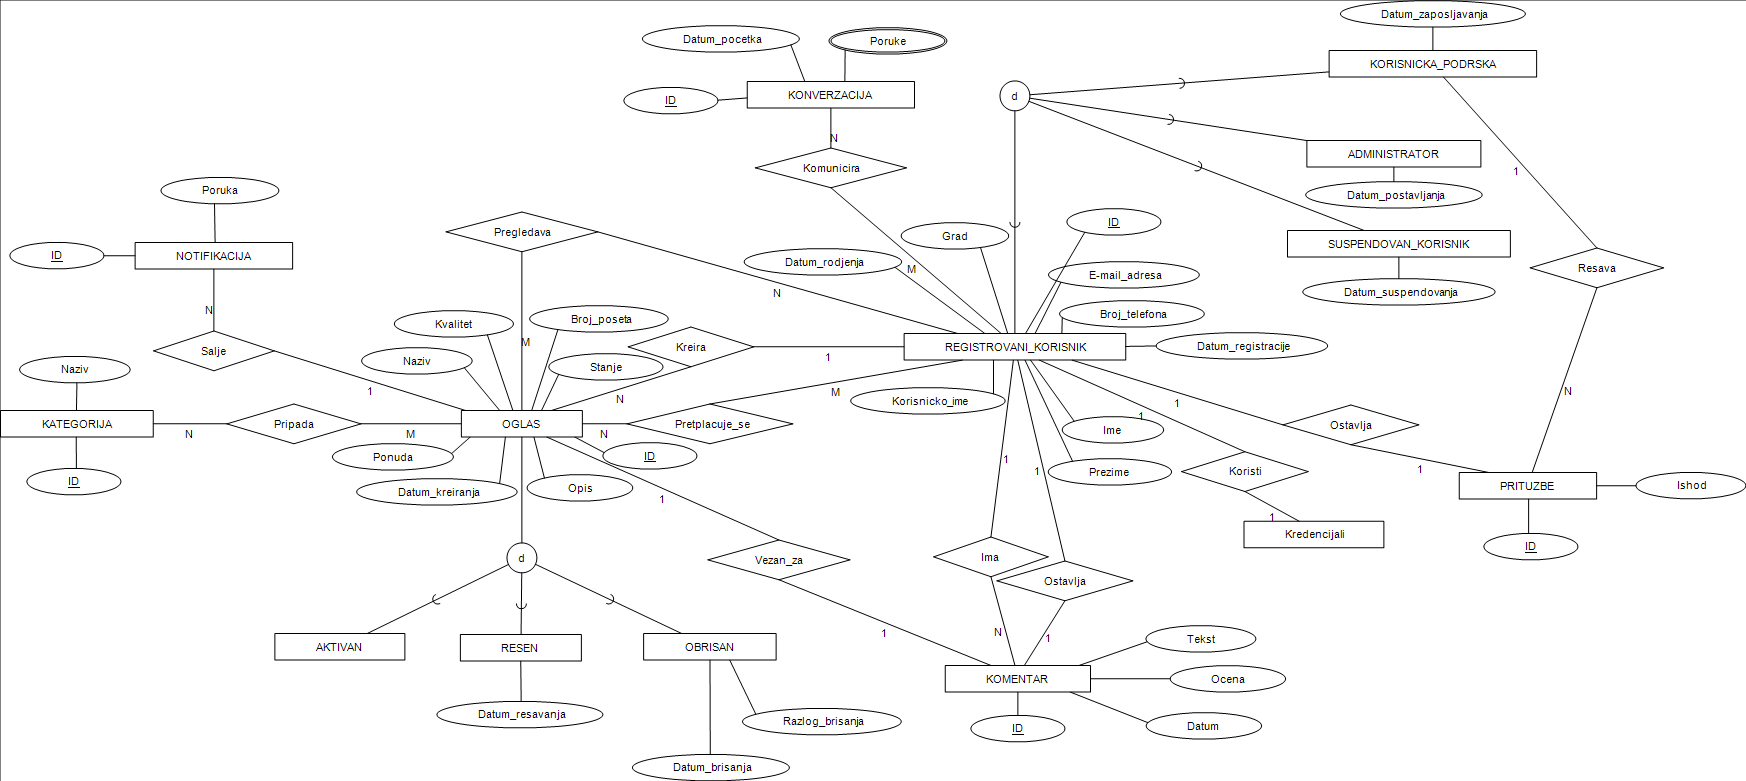 Datum_zaposljavanja
Datum_pocetka
Poruke
KORISNICKA_PODRSKA
ID
KONVERZACIJA
d
N
ADMINISTRATOR
Komunicira
1
Poruka
Datum_postavljanja
Pregledava
Grad
ID
SUSPENDOVAN_KORISNIK
ID
NOTIFIKACIJA
Datum_rodjenja
M
E-mail_adresa
Resava
N
Datum_suspendovanja
N
Kvalitet
Broj_poseta
Broj_telefona
Salje
M
Kreira
1
REGISTROVANI_KORISNIK
Datum_registracije
Naziv
Naziv
Stanje
1
N
M
Korisnicko_ime
1
N
KATEGORIJA
Pripada
OGLAS
Pretplacuje_se
1
Ime
Ostavlja
N
M
N
Ponuda
ID
1
1
Prezime
Koristi
1
ID
Datum_kreiranja
Opis
1
PRITUZBE
Ishod
1
Kredencijali
ID
d
Vezan_za
Ima
Ostavlja
1
N
1
AKTIVAN
RESEN
OBRISAN
Tekst
KOMENTAR
Ocena
Datum_resavanja
Razlog_brisanja
ID
Datum
Datum_brisanja